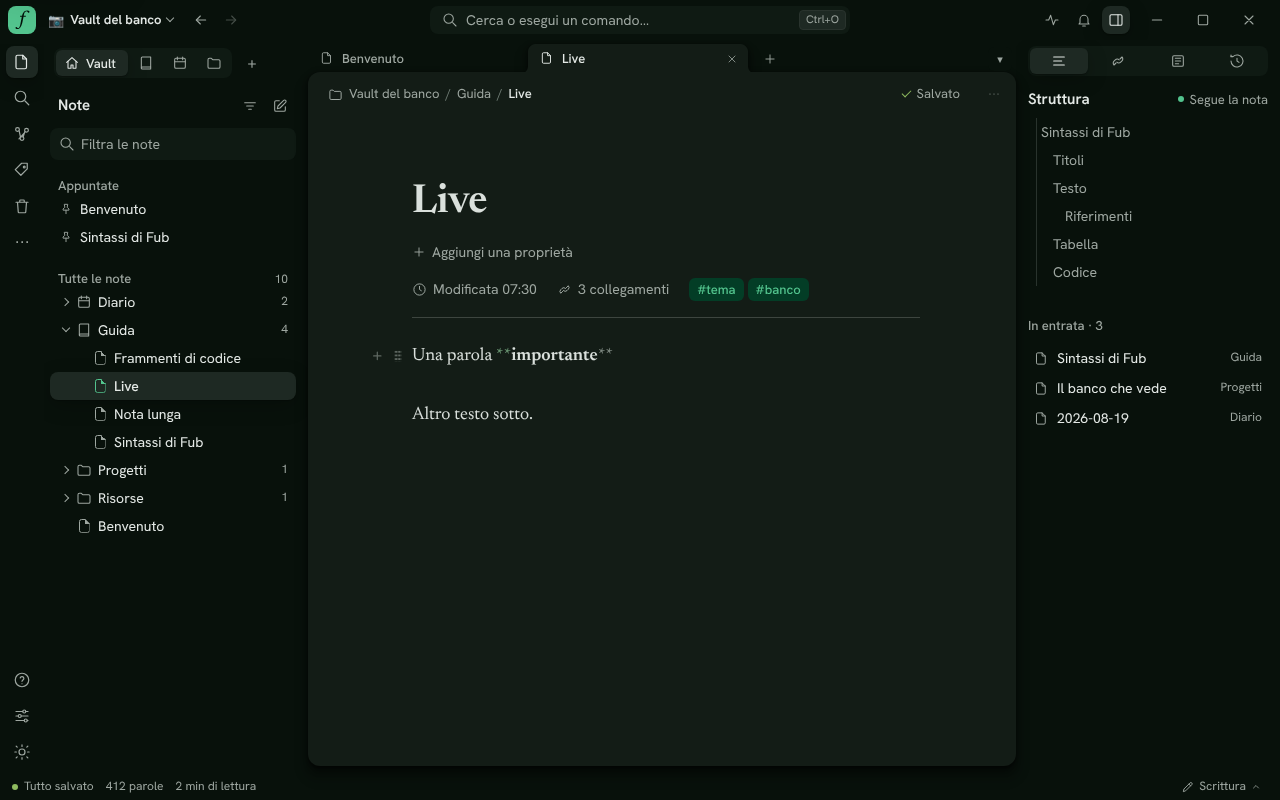 Vault del banco
Cerca o esegui un comando...
Ctrl+O
Vault
Note
Filtra le note
Appuntate
Benvenuto
Sintassi di Fub
Tutte le note 10
Diario 2
Guida 4
Frammenti di codice
Live
Nota lunga
Sintassi di Fub
Progetti 1
Risorse 1
Benvenuto
Benvenuto
Live
Vault del banco / Guida / Live
Salvato
Live
Aggiungi una proprietà
Modificata 07:30
3 collegamenti
#tema
#banco
Una parola **importante**
Altro testo sotto.
Struttura
Segue la nota
Sintassi di Fub
Titoli
Testo
Riferimenti
Tabella
Codice
In entrata · 3
Sintassi di Fub Guida
Il banco che vede Progetti
2026-08-19 Diario
Tutto salvato
412 parole
2 min di lettura
Scrittura